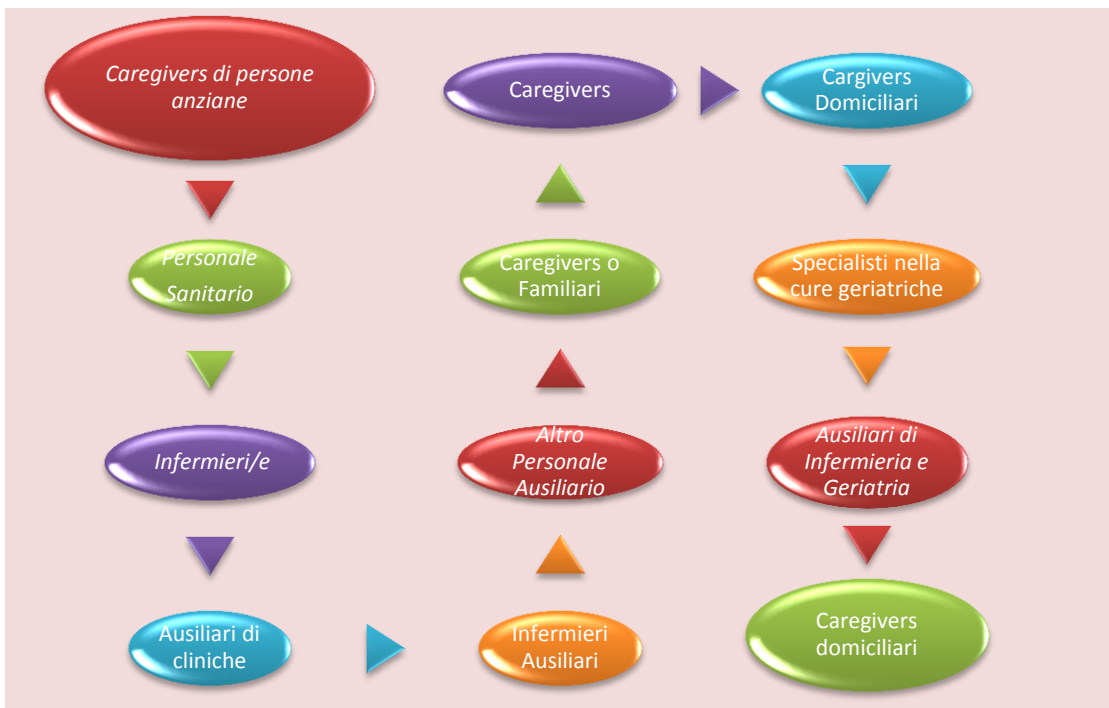 Caregivers di persone
anziane
Personale
Sanitario
Infermieri/e
Ausiliari di
cliniche
Infermieri
Ausiliari
Altro
Personale
Ausiliario
Caregivers o
Familiari
Caregivers
Cargivers
Domiciliari
Specialisti nella
cure geriatriche
Ausiliari di
Infermieria e
Geriatria
Caregivers
domiciliari